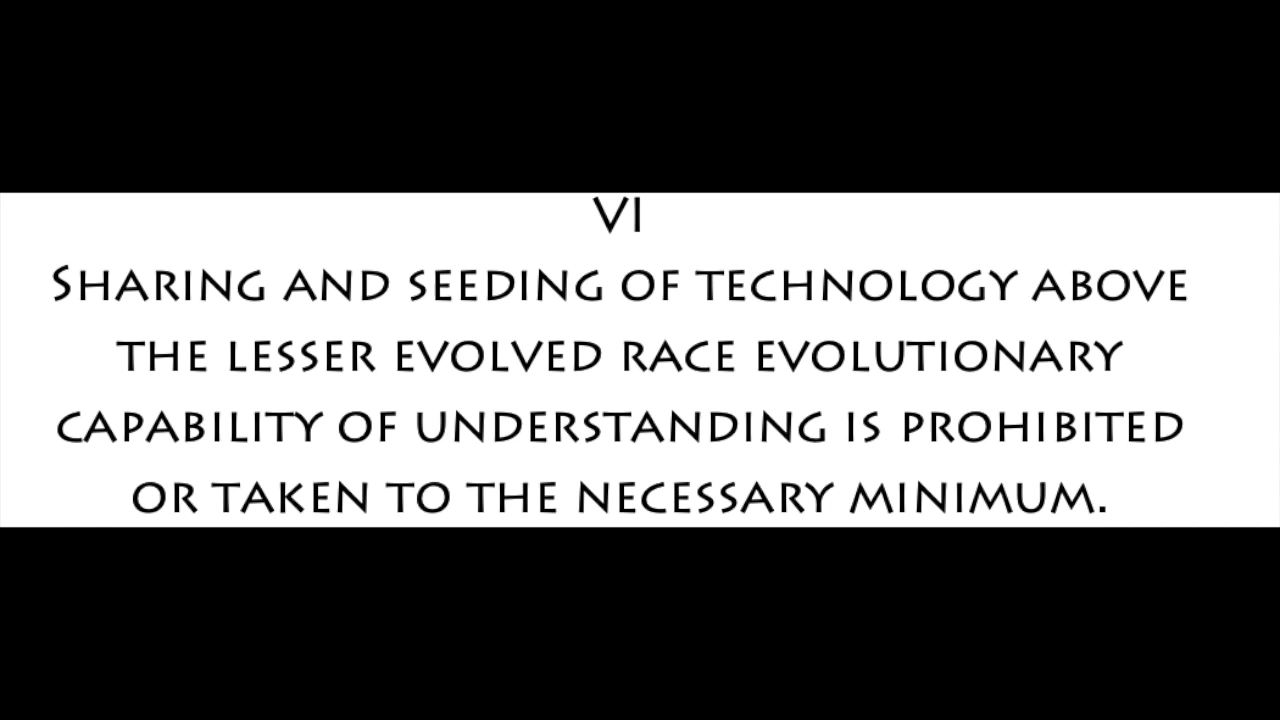 VI
Sharing and seeding of technology above
the lesser evolved race evolutionary
capability of understanding is prohibited
or taken to the necessary minimum.